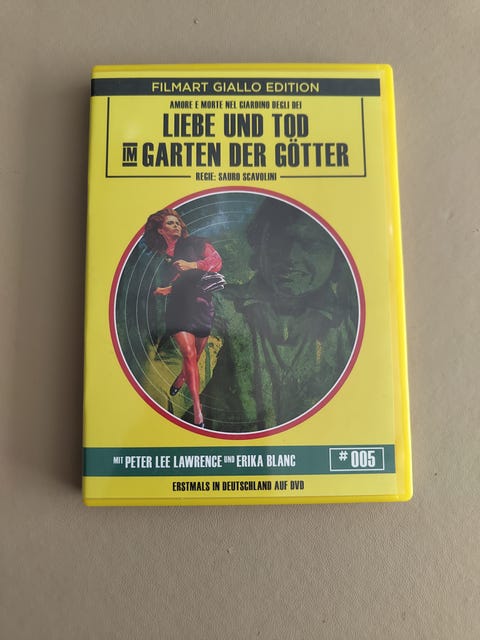 FILMART GIALLO EDITION
AMORE E MORTE NEL GIARDINO DEGLI DEI
LIEBE UND TOD
IM GARTEN DER GÖTTER
REGIE: SAURO SCAVOLINI
MIT PETER LEE LAWRENCE UND ERIKA BLANC
# 005
ERSTMALS IN DEUTSCHLAND AUF DVD